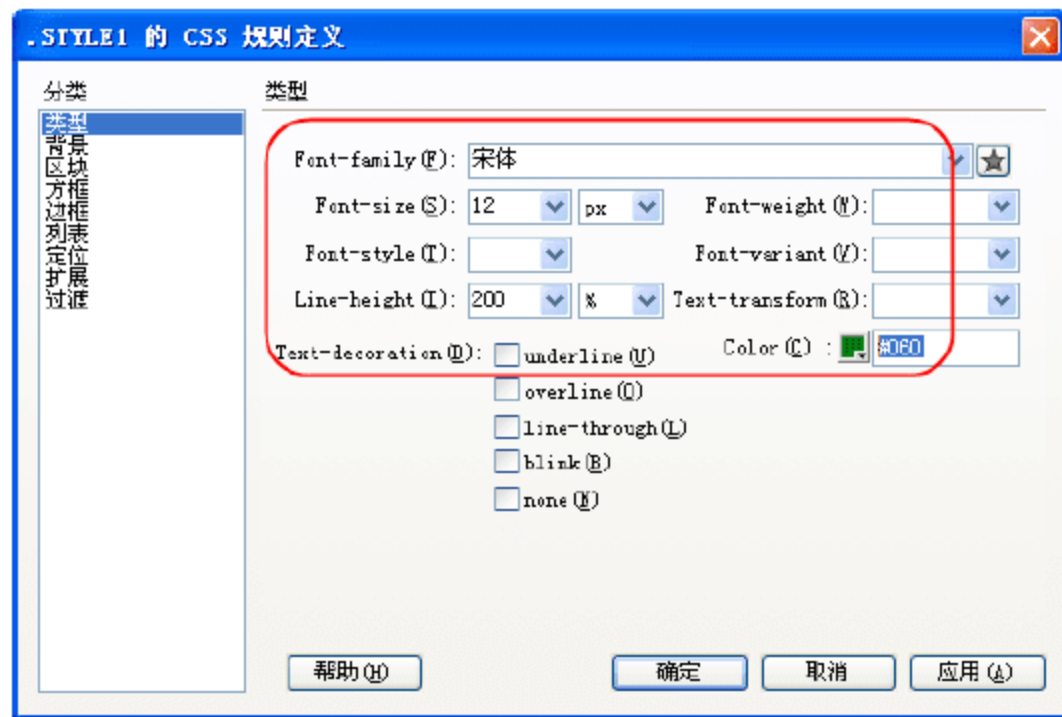 .STYLE1 的 CSS 规则定义
分类
类型
背景
区块
方框
边框
列表
定位
扩展
过渡
类型
Font-family(F): 宋体
Font-size(S): 12 px Font-weight(W):
Font-style(T): Font-variant(V):
Line-height(I): 200 % Text-transform(R):
Text-decoration(D): underline(U) Color(C) : #060
overline(O)
line-through(L)
blink(B)
none(N)
帮助(H) 确定 取消 应用(A)